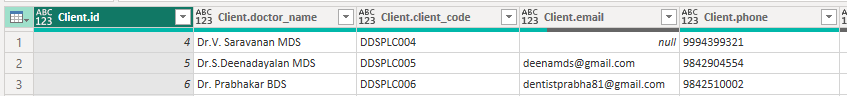 ABC 123 Client.id ABC 123 Client.doctor_name ABC 123 Client.client_code ABC 123 Client.email ABC 123 Client.phone
1 4 Dr.V. Saravanan MDS DDSPLC004 null 9994399321
2 5 Dr.S.Deenadayalan MDS DDSPLC005 deenamds@gmail.com 9842904554
3 6 Dr. Prabhakar BDS DDSPLC006 dentistprabha81@gmail.com 9842510002